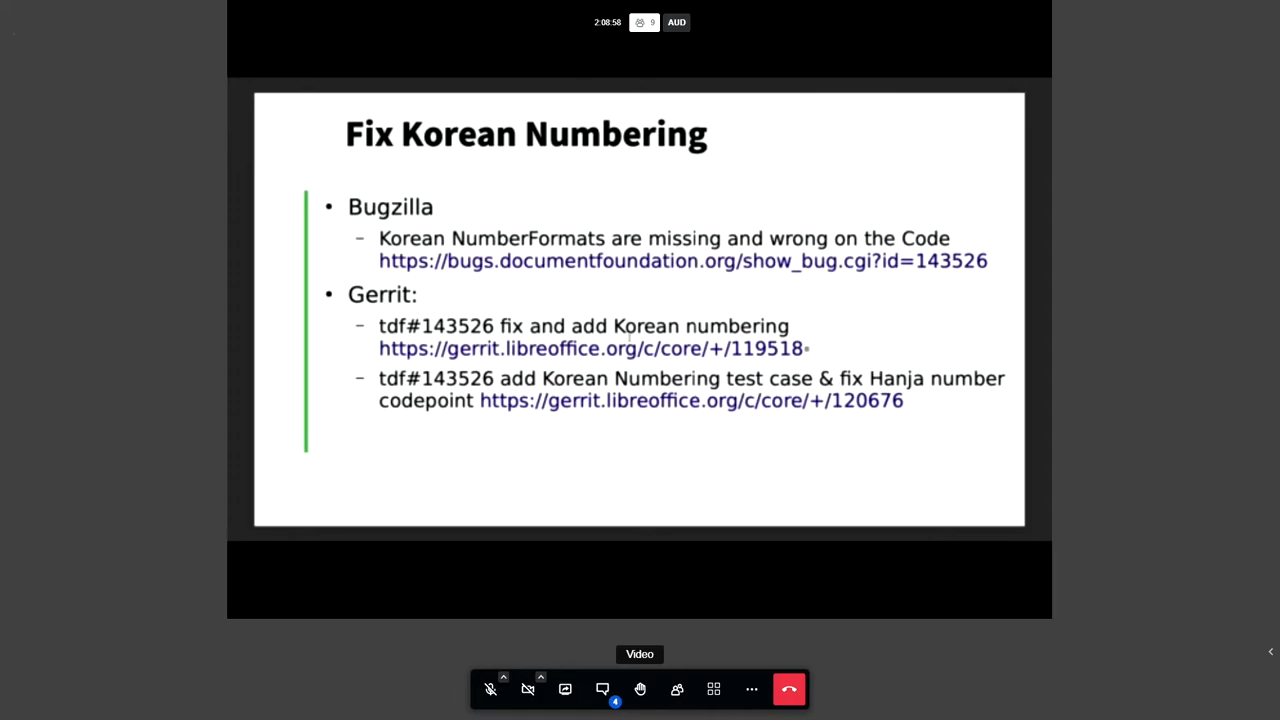 2:08:58 9 AUD
Fix Korean Numbering
• Bugzilla
– Korean NumberFormats are missing and wrong on the Code
https://bugs.documentfoundation.org/show_bug.cgi?id=143526
• Gerrit:
– tdf#143526 fix and add Korean numbering
https://gerrit.libreoffice.org/c/core/+/119518
– tdf#143526 add Korean Numbering test case & fix Hanja number
codepoint https://gerrit.libreoffice.org/c/core/+/120676
Video
4